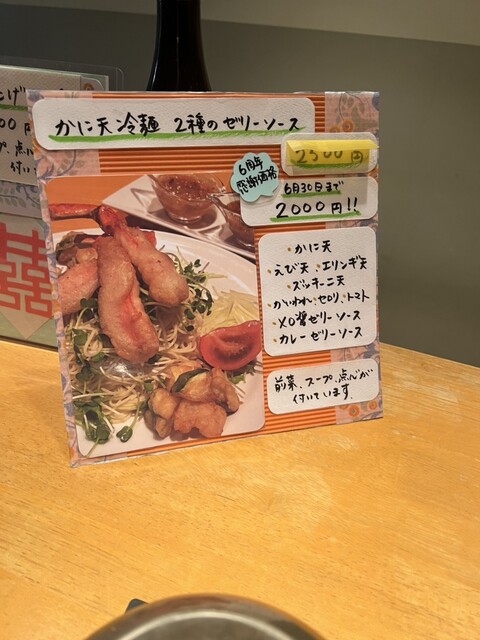 かに天 冷麺 2種のゼリーソース
2500円
6周年
感謝価格
6月30日まで
2000円!!
・かに天
・えび天・エリンギ天
・ズッキーニ天
・かいわれ、セロリ、トマト
・XO醤ゼリーソース
・カレーゼリーソース
前菜、スープ、点心が
付いています。
囍